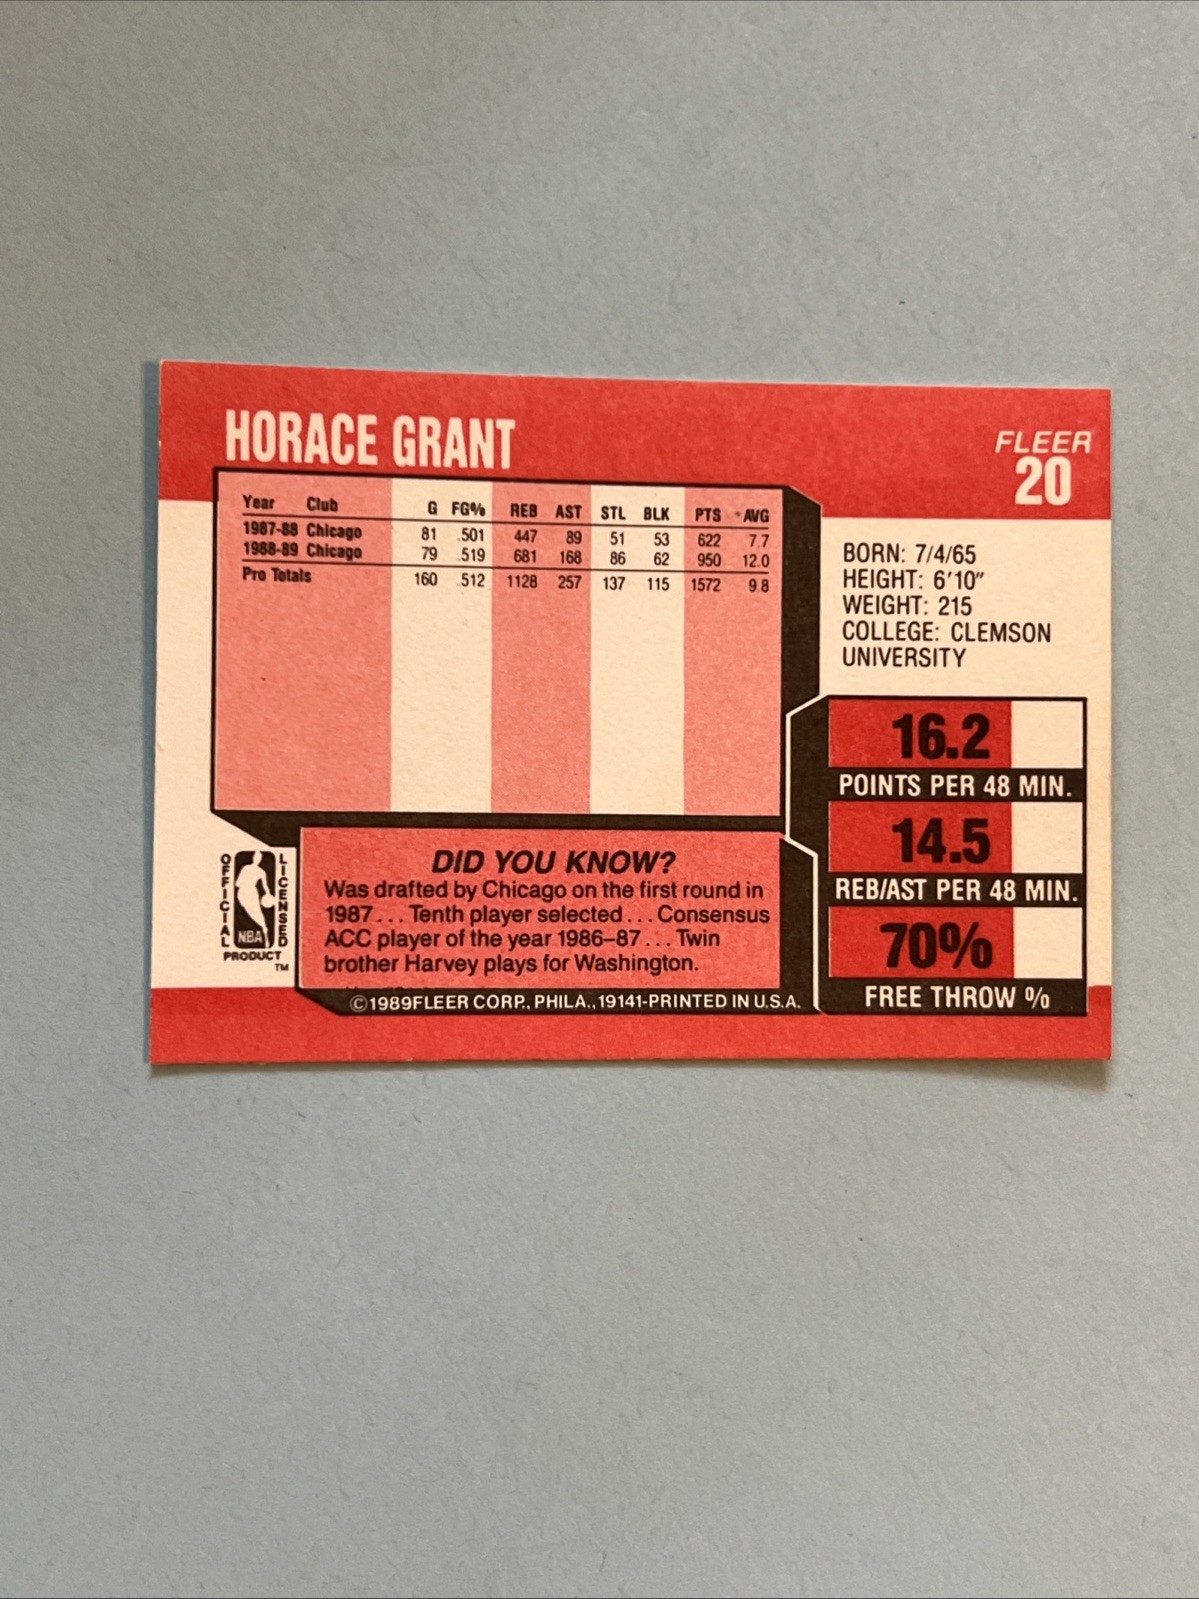 HORACE GRANT
FLEER
20
Year Club G FG% REB AST STL BLK PTS AVG
1987-88 Chicago 81 .501 447 89 51 53 622 7.7
1988-89 Chicago 79 .519 681 168 86 62 950 12.0
Pro Totals 160 .512 1128 257 137 115 1572 9.8
BORN: 7/4/65
HEIGHT: 6'10"
WEIGHT: 215
COLLEGE: CLEMSON
UNIVERSITY
16.2
POINTS PER 48 MIN.
14.5
REB/AST PER 48 MIN.
70%
FREE THROW %
DID YOU KNOW?
Was drafted by Chicago on the first round in
1987... Tenth player selected... Consensus
ACC player of the year 1986–87... Twin
brother Harvey plays for Washington.
OFFICIAL
LICENSED
NBA
PRODUCT
TM
©1989FLEER CORP., PHILA., 19141-PRINTED IN U.S.A.